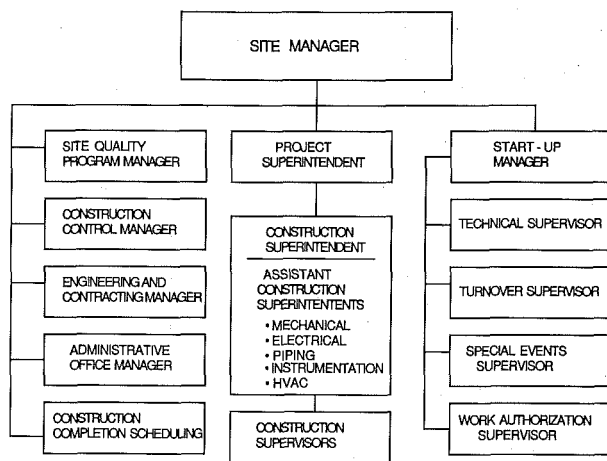 SITE MANAGER
SITE QUALITY
PROGRAM MANAGER
CONSTRUCTION
CONTROL MANAGER
ENGINEERING AND
CONTRACTING MANAGER
ADMINISTRATIVE
OFFICE MANAGER
CONSTRUCTION
COMPLETION SCHEDULING
PROJECT
SUPERINTENDENT
CONSTRUCTION
SUPERINTENDENT
ASSISTANT
CONSTRUCTION
SUPERINTENTENTS
• MECHANICAL
• ELECTRICAL
• PIPING
• INSTRUMENTATION
• HVAC
CONSTRUCTION
SUPERVISORS
START - UP
MANAGER
TECHNICAL SUPERVISOR
TURNOVER SUPERVISOR
SPECIAL EVENTS
SUPERVISOR
WORK AUTHORIZATION
SUPERVISOR